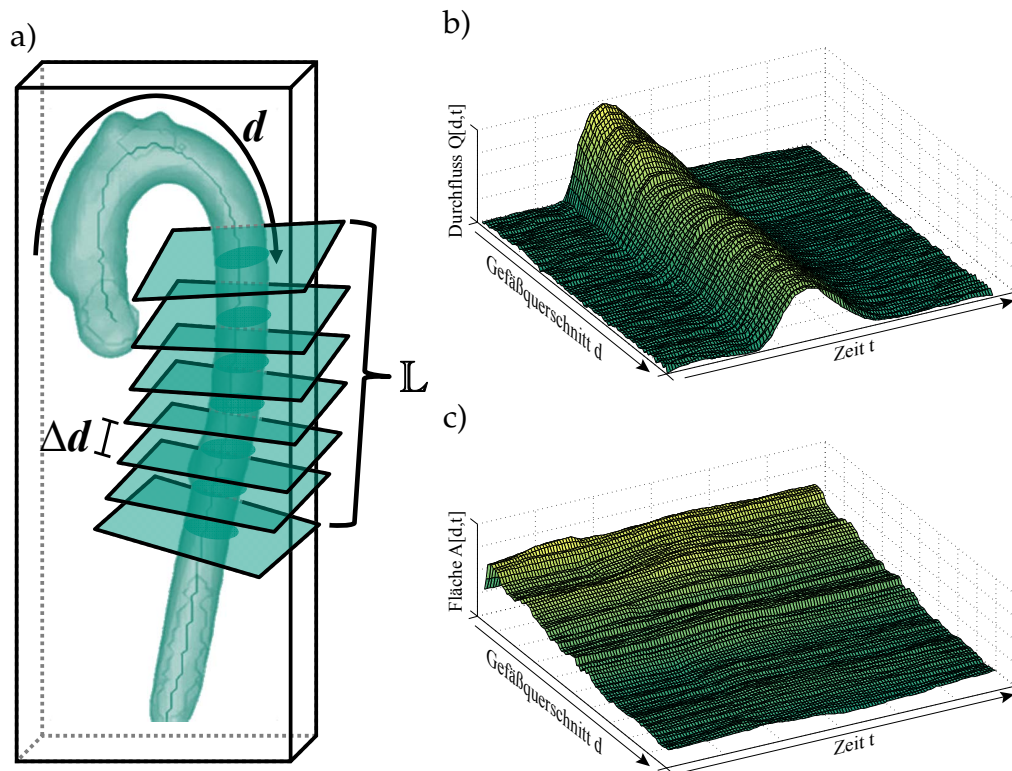 a)
d
𝕃
Δd
b)
Durchfluss Q[d,t]
Gefäßquerschnitt d
Zeit t
c)
Fläche A[d,t]
Gefäßquerschnitt d
Zeit t